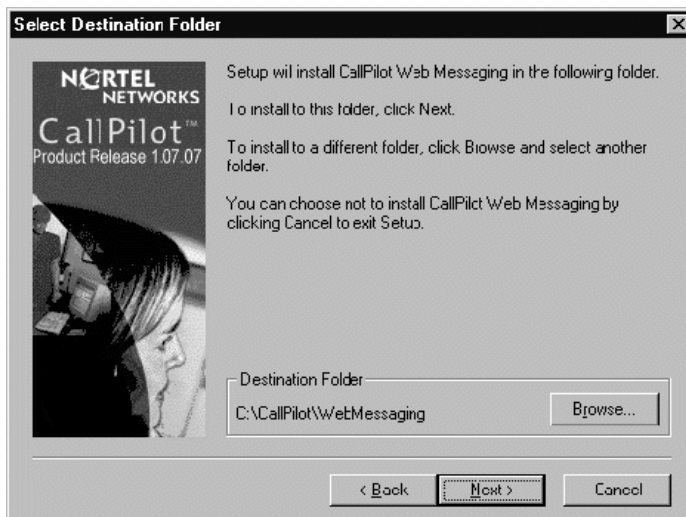 Select Destination Folder
NORTEL
NETWORKS
CallPilot™
Product Release 1.07.07
Setup will install CallPilot Web Messaging in the following folder.
To install to this folder, click Next.
To install to a different folder, click Browse and select another
folder.
You can choose not to install CallPilot Web Messaging by
clicking Cancel to exit Setup.
Destination Folder
C:\CallPilot\WebMessaging
Browse...
< Back
Next >
Cancel